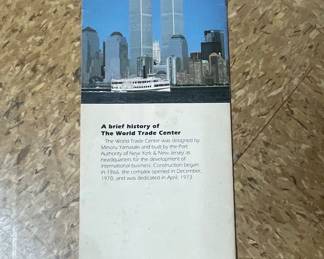 A brief history of
The World Trade Center
The World Trade Center was designed by
Minoru Yamasaki and built by the Port
Authority of New York & New Jersey as
headquarters for the development of
international business. Construction began
in 1966, the complex opened in December,
1970, and was dedicated in April, 1973.